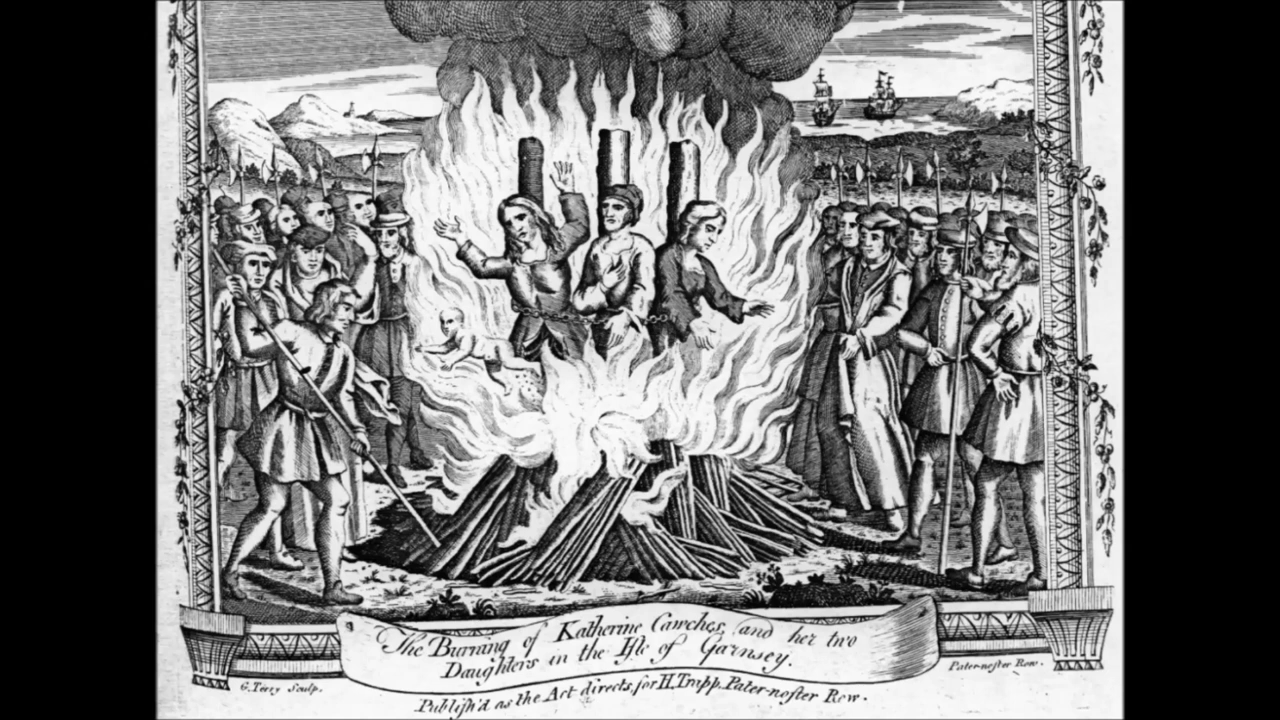 The Burning of Katherine Cawches, and her two
Daughters in the Isle of Garnsey.
G. Terry Sculp.
Pater-noster Row.
Publish'd as the Act directs, for H. Trapp. Pater-noster Row.